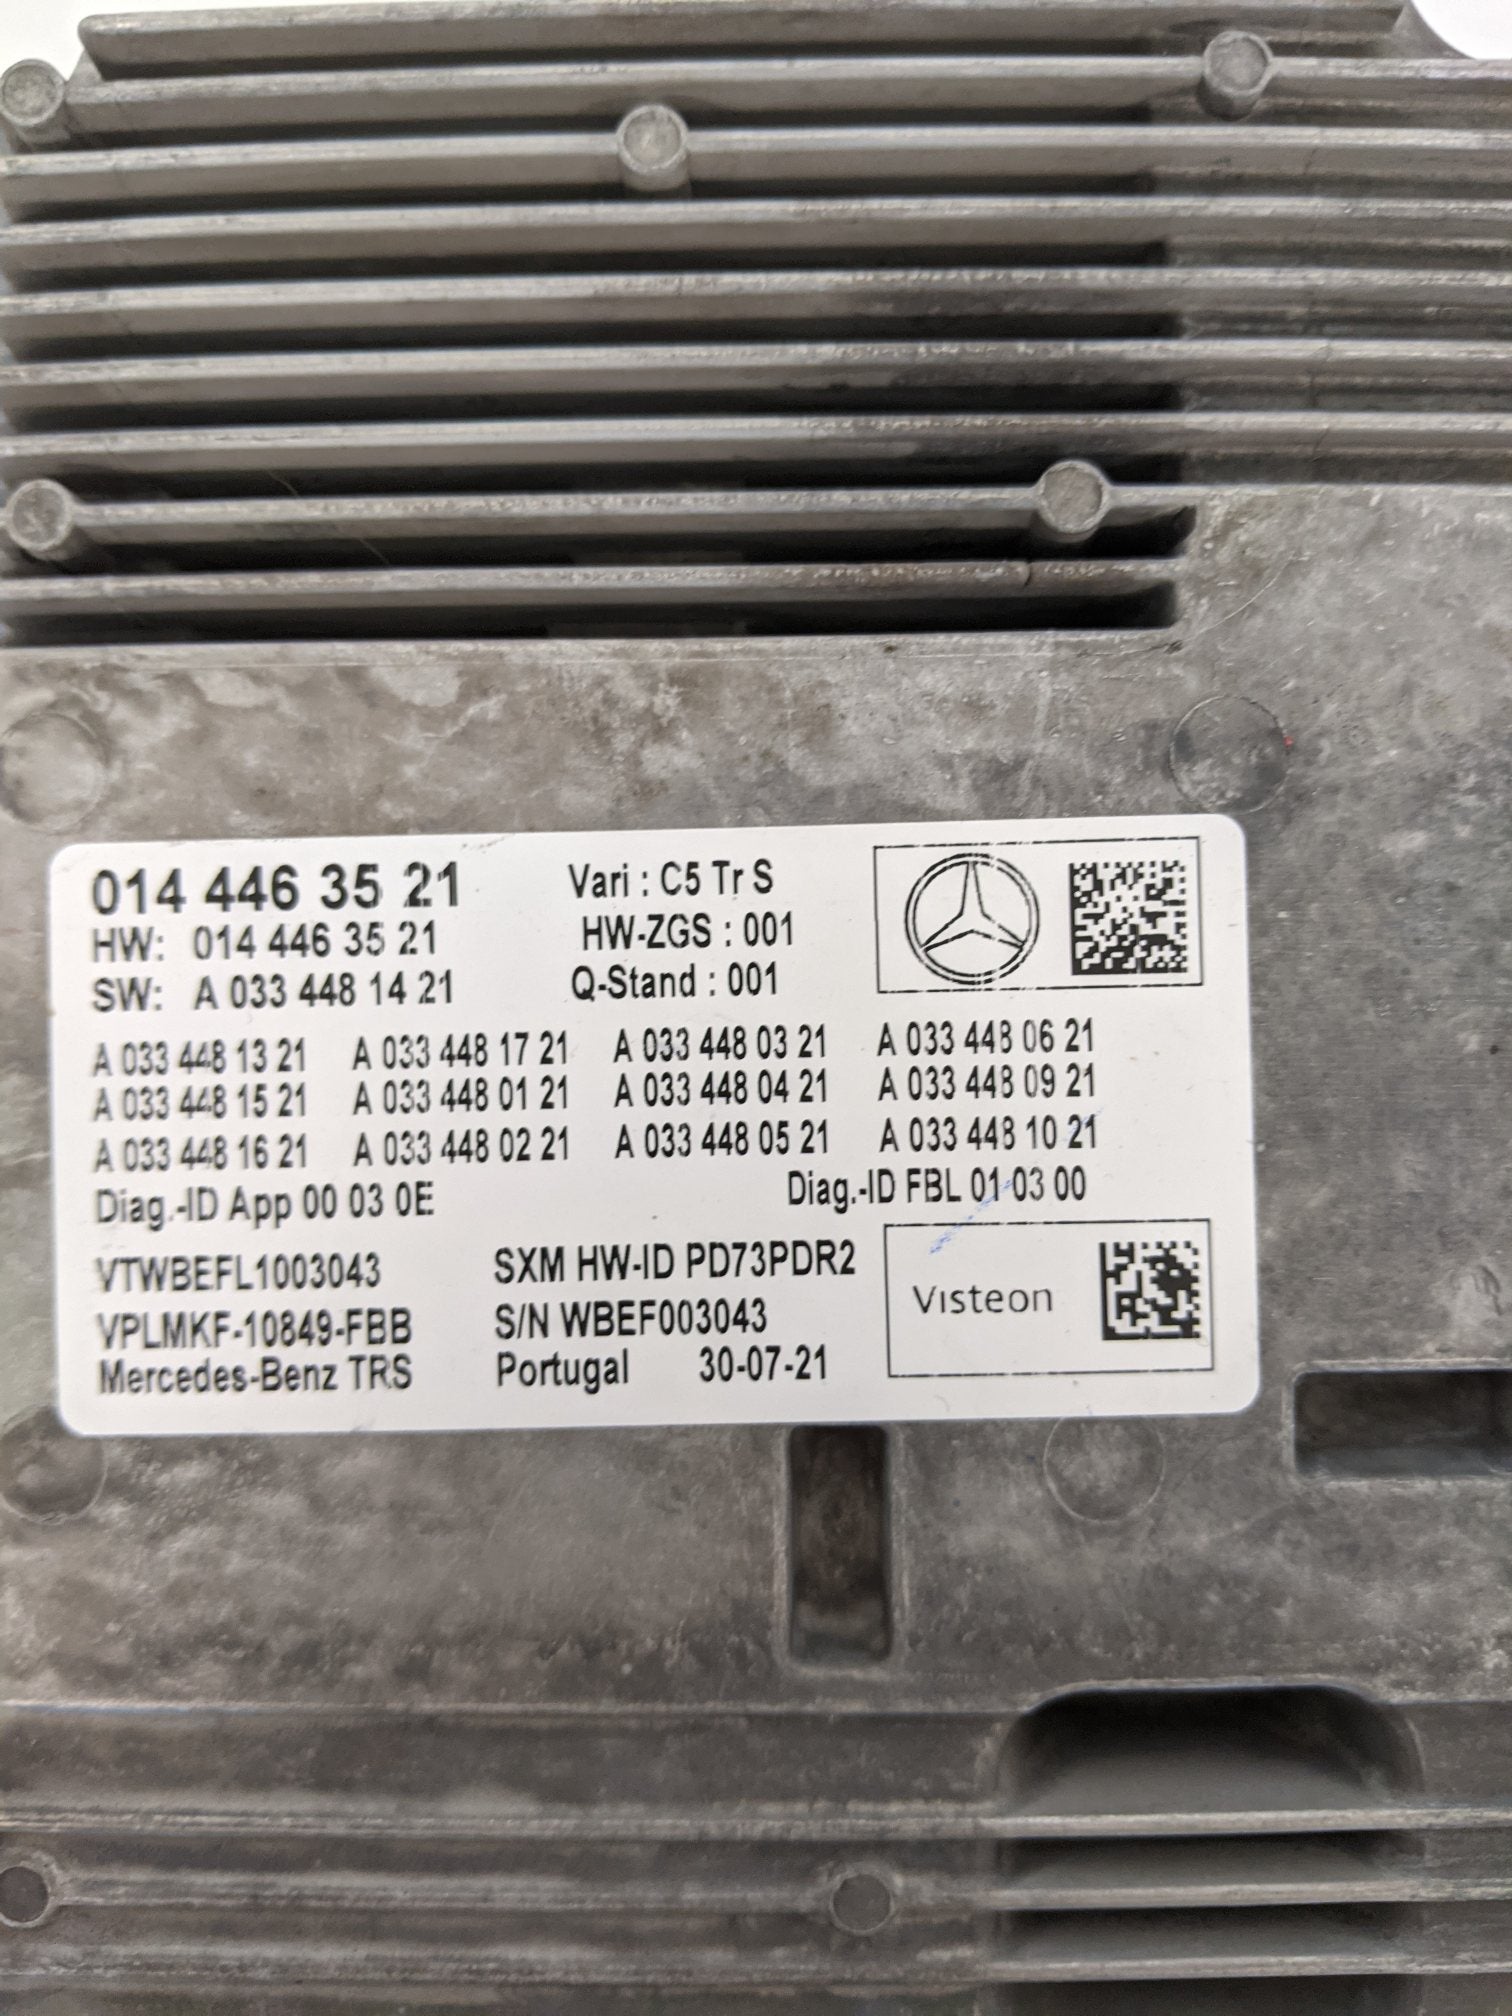 014 446 35 21 Vari : C5 Tr S
HW: 014 446 35 21 HW-ZGS : 001
SW: A 033 448 14 21 Q-Stand : 001
A 033 448 13 21 A 033 448 17 21 A 033 448 03 21 A 033 448 06 21
A 033 448 15 21 A 033 448 01 21 A 033 448 04 21 A 033 448 09 21
A 033 448 16 21 A 033 448 02 21 A 033 448 05 21 A 033 448 10 21
Diag.-ID App 00 03 0E Diag.-ID FBL 01 03 00
VTWBEFL1003043 SXM HW-ID PD73PDR2
VPLMKF-10849-FBB S/N WBEF003043
Mercedes-Benz TRS Portugal 30-07-21
Visteon